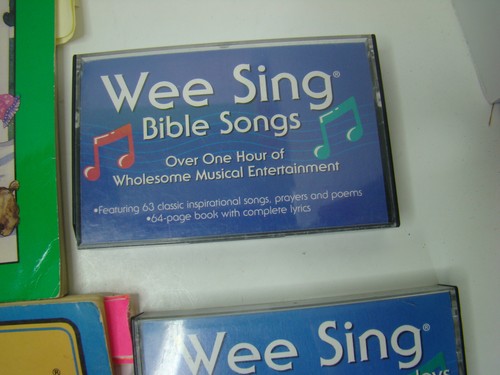 Wee Sing®
Bible Songs
Over One Hour of
Wholesome Musical Entertainment
•Featuring 63 classic inspirational songs, prayers and poems
•64-page book with complete lyrics
Wee Sing®
®